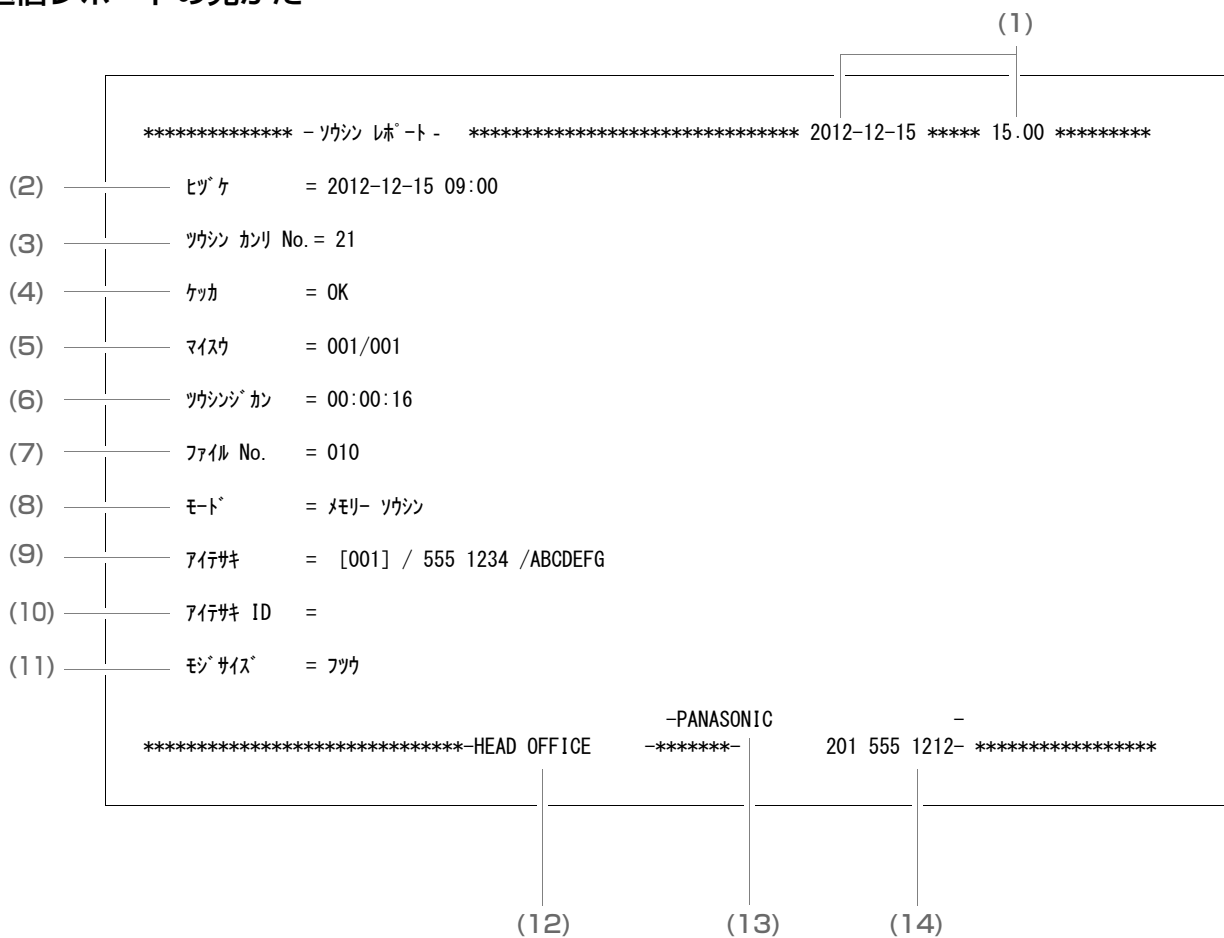 信レポートの見かた
(1)
************** - ソウシン レポート - ******************************* 2012-12-15 ***** 15.00 *********
(2) ヒヅケ = 2012-12-15 09:00
(3) ツウシン カンリ No.= 21
(4) ケッカ = OK
(5) マイスウ = 001/001
(6) ツウシンジカン = 00:00:16
(7) ファイル No. = 010
(8) モード = メモリー ソウシン
(9) アイテサキ = [001] / 555 1234 /ABCDEFG
(10) アイテサキ ID =
(11) モジサイズ = フツウ
-PANASONIC -
******************************-HEAD OFFICE -*******- 201 555 1212- *****************
(12) (13) (14)